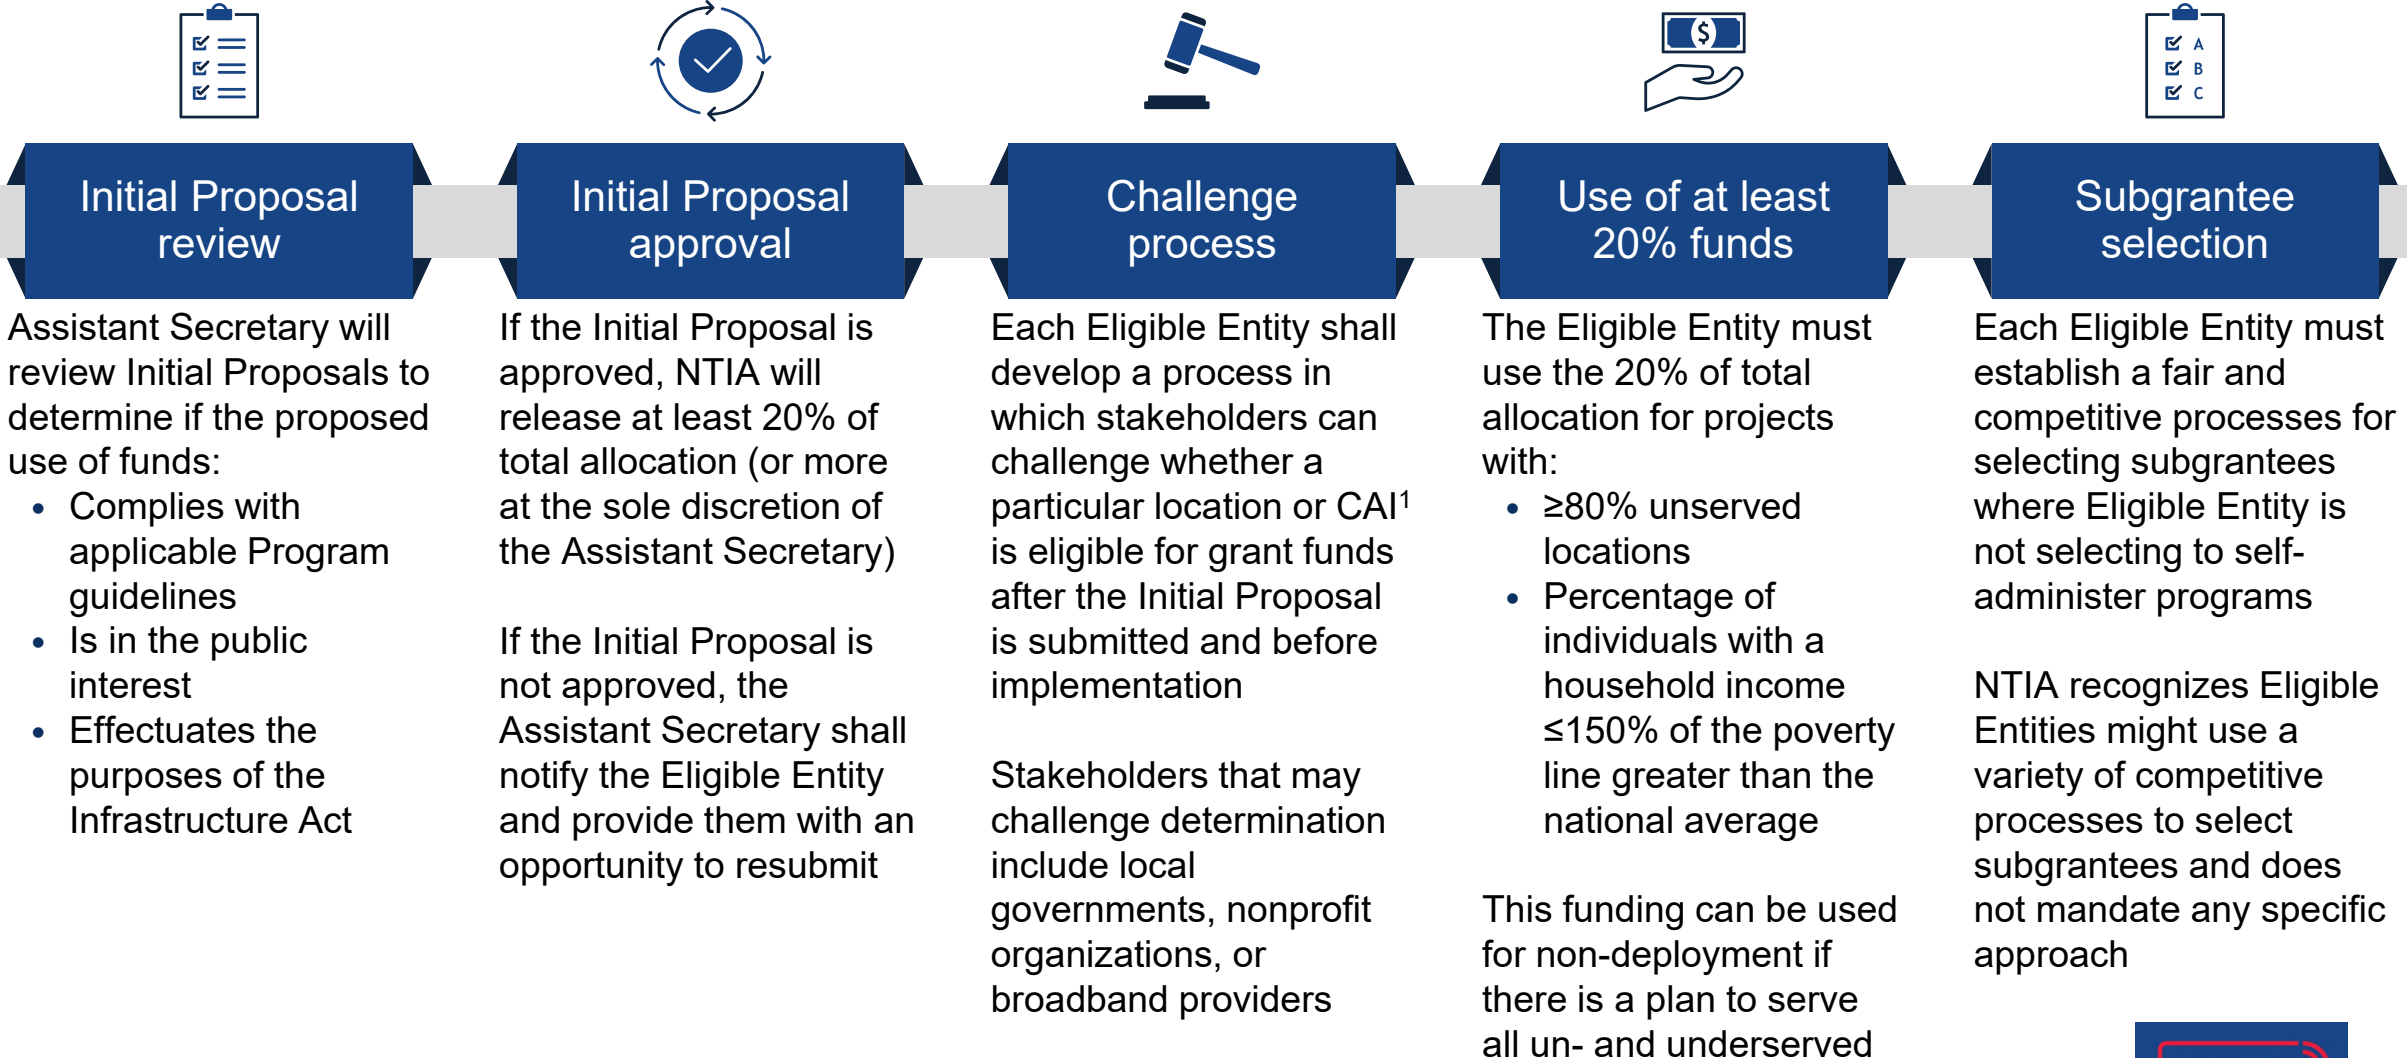 A
B
C
Initial Proposal
review
Assistant Secretary will
review Initial Proposals to
determine if the proposed
use of funds:
• Complies with
applicable Program
guidelines
• Is in the public
interest
• Effectuates the
purposes of the
Infrastructure Act
Initial Proposal
approval
If the Initial Proposal is
approved, NTIA will
release at least 20% of
total allocation (or more
at the sole discretion of
the Assistant Secretary)
If the Initial Proposal is
not approved, the
Assistant Secretary shall
notify the Eligible Entity
and provide them with an
opportunity to resubmit
Challenge
process
Each Eligible Entity shall
develop a process in
which stakeholders can
challenge whether a
particular location or CAI¹
is eligible for grant funds
after the Initial Proposal
is submitted and before
implementation
Stakeholders that may
challenge determination
include local
governments, nonprofit
organizations, or
broadband providers
Use of at least
20% funds
The Eligible Entity must
use the 20% of total
allocation for projects
with:
• ≥80% unserved
locations
• Percentage of
individuals with a
household income
≤150% of the poverty
line greater than the
national average
This funding can be used
for non-deployment if
there is a plan to serve
all un- and underserved
Subgrantee
selection
Each Eligible Entity must
establish a fair and
competitive processes for
selecting subgrantees
where Eligible Entity is
not selecting to self-
administer programs
NTIA recognizes Eligible
Entities might use a
variety of competitive
processes to select
subgrantees and does
not mandate any specific
approach